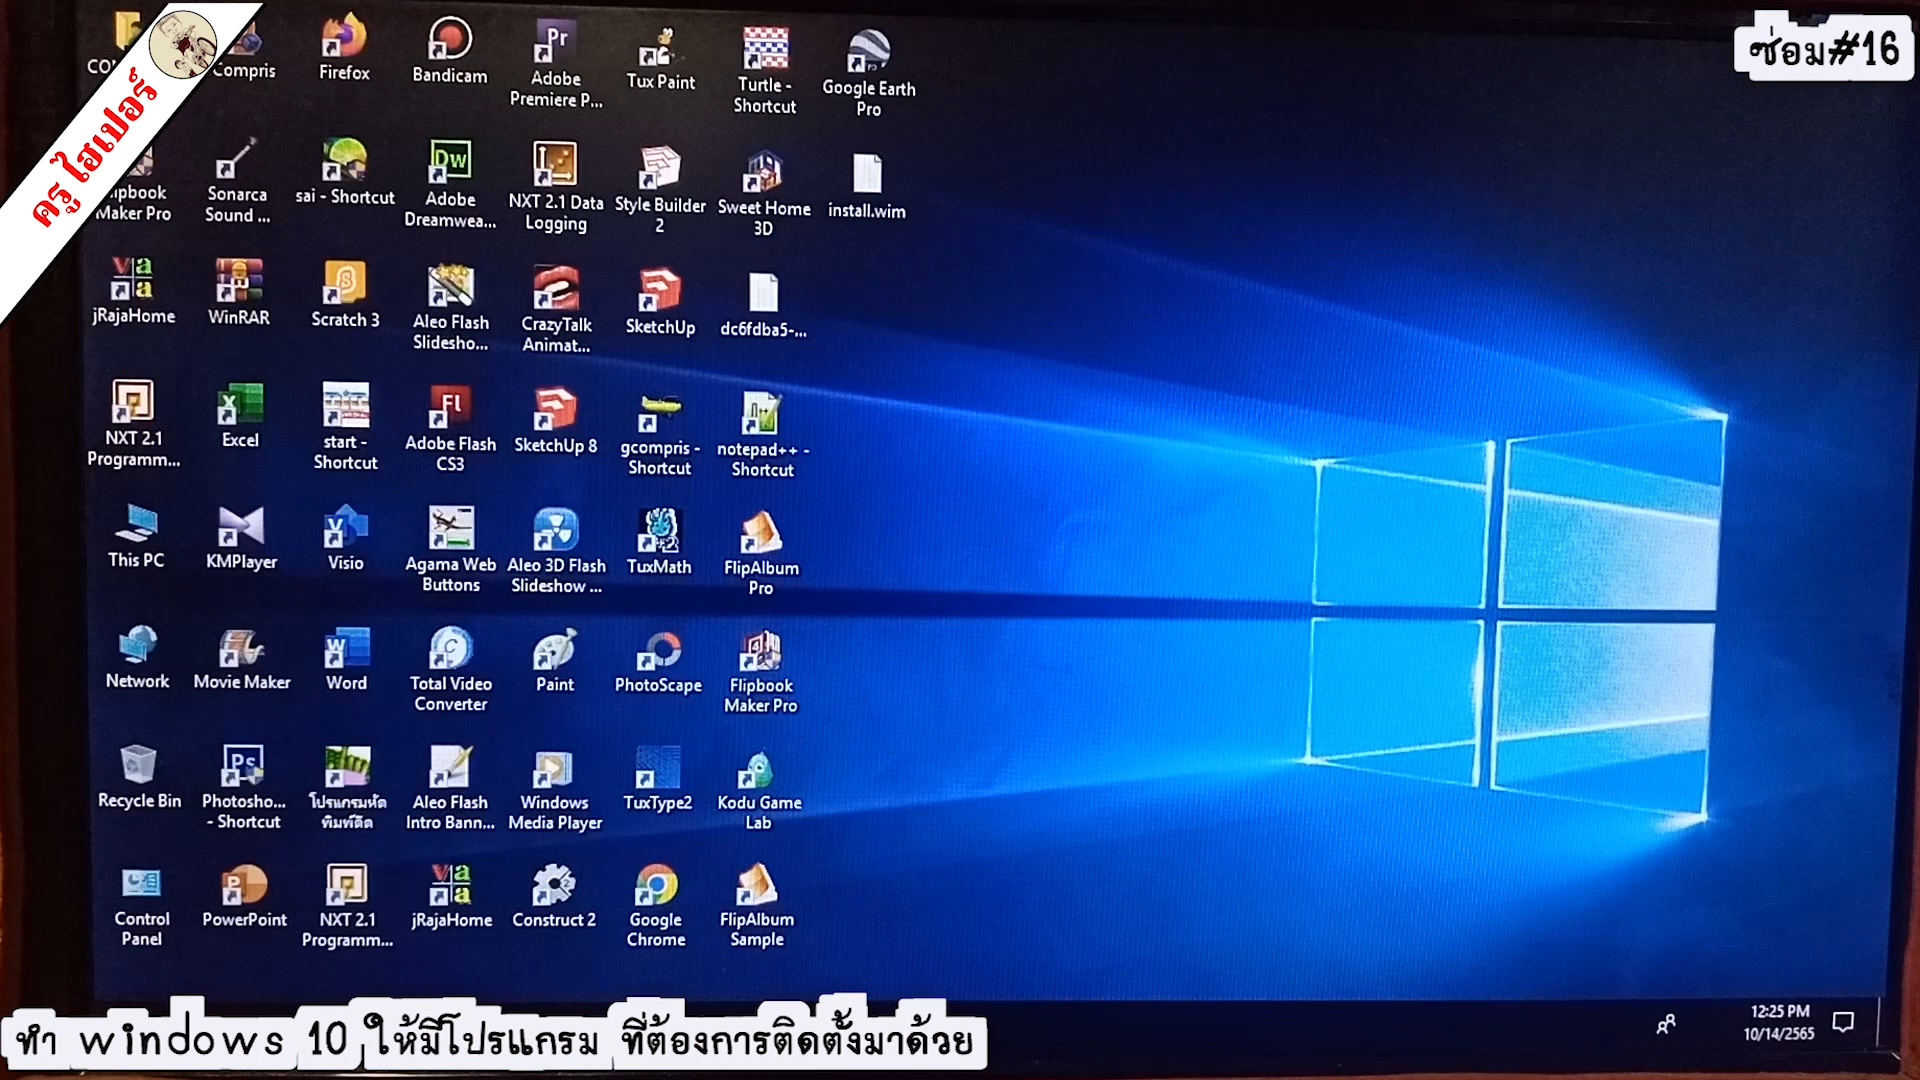 ครู ไฮเปอร์
ซ่อม#16
Compris
Firefox
Bandicam
Adobe
Premiere P...
Tux Paint
Turtle -
Shortcut
Google Earth
Pro
Maker Pro
Sonarca
Sound ...
sai - Shortcut
Adobe
Dreamwea...
NXT 2.1 Data
Logging
Style Builder
2
Sweet Home
3D
install.wim
jRajaHome
WinRAR
Scratch 3
Aleo Flash
Slidesho...
CrazyTalk
Animat...
SketchUp
dc6fdba5-...
NXT 2.1
Programm...
Excel
start -
Shortcut
Adobe Flash
CS3
SketchUp 8
gcompris -
Shortcut
notepad++ -
Shortcut
This PC
KMPlayer
Visio
Agama Web
Buttons
Aleo 3D Flash
Slideshow ...
TuxMath
FlipAlbum
Pro
Network
Movie Maker
Word
Total Video
Converter
Paint
PhotoScape
Flipbook
Maker Pro
Recycle Bin
Photosho...
- Shortcut
โปรแกรมหัด
พิมพ์ดีด
Aleo Flash
Intro Bann...
Windows
Media Player
TuxType2
Kodu Game
Lab
Control
Panel
PowerPoint
NXT 2.1
Programm...
jRajaHome
Construct 2
Google
Chrome
FlipAlbum
Sample
12:25 PM
10/14/2565
ทำ windows 10 ให้มีโปรแกรม ที่ต้องการติดตั้งมาด้วย